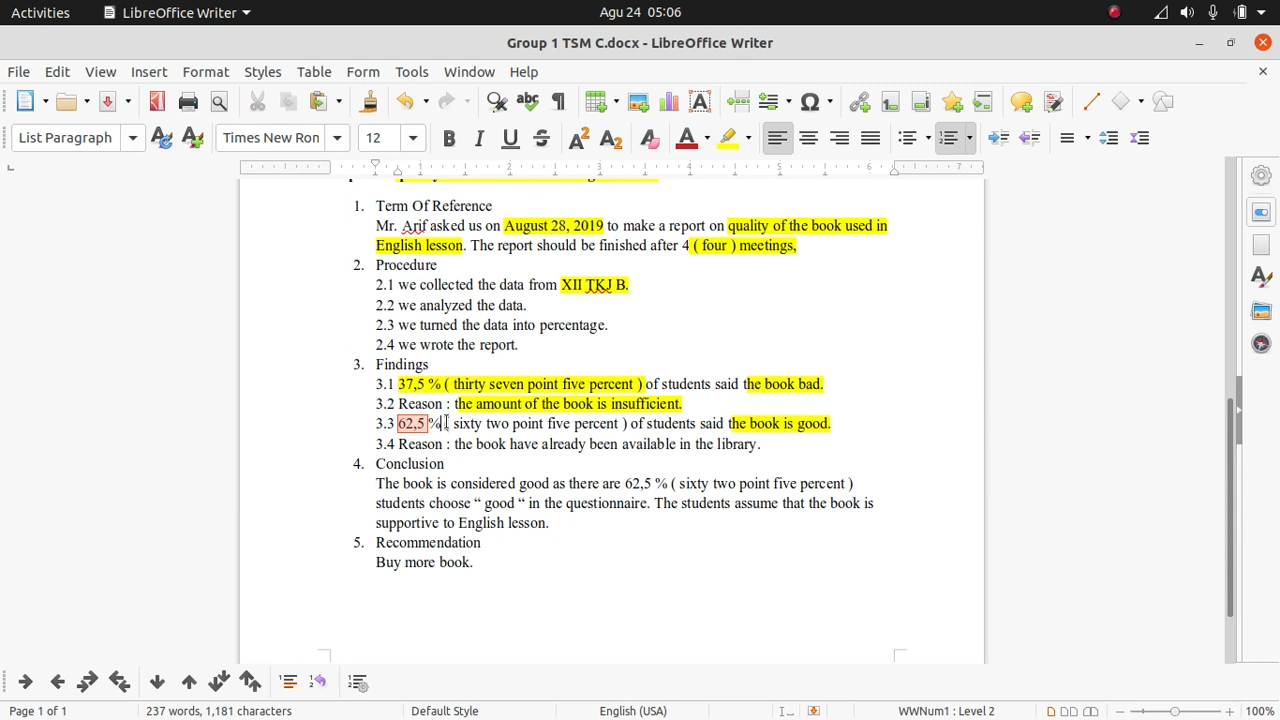 Activities LibreOffice Writer Agu 24 05:06
Group 1 TSM C.docx - LibreOffice Writer
File Edit View Insert Format Styles Table Form Tools Window Help
List Paragraph Times New Ron 12
1 1 2 3 4 5 6 7
1. Term Of Reference
Mr. Arif asked us on August 28, 2019 to make a report on quality of the book used in
English lesson. The report should be finished after 4 ( four ) meetings,
2. Procedure
2.1 we collected the data from XII TKJ B.
2.2 we analyzed the data.
2.3 we turned the data into percentage.
2.4 we wrote the report.
3. Findings
3.1 37,5 % ( thirty seven point five percent ) of students said the book bad.
3.2 Reason : the amount of the book is insufficient.
3.3 62,5 % sixty two point five percent ) of students said the book is good.
3.4 Reason : the book have already been available in the library.
4. Conclusion
The book is considered good as there are 62,5 % ( sixty two point five percent )
students choose “ good “ in the questionnaire. The students assume that the book is
supportive to English lesson.
5. Recommendation
Buy more book.
Page 1 of 1 237 words, 1,181 characters Default Style English (USA) WWNum1 : Level 2 100%